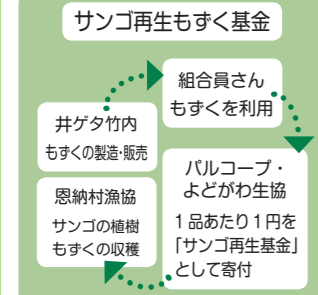 サンゴ再生もずく基金
組合員さん
もずくを利用
井ゲタ竹内
もずくの製造・販売
パルコープ・
よどがわ生協
1品あたり1円を
「サンゴ再生基金」
として寄付
恩納村漁協
サンゴの植樹
もずくの収穫